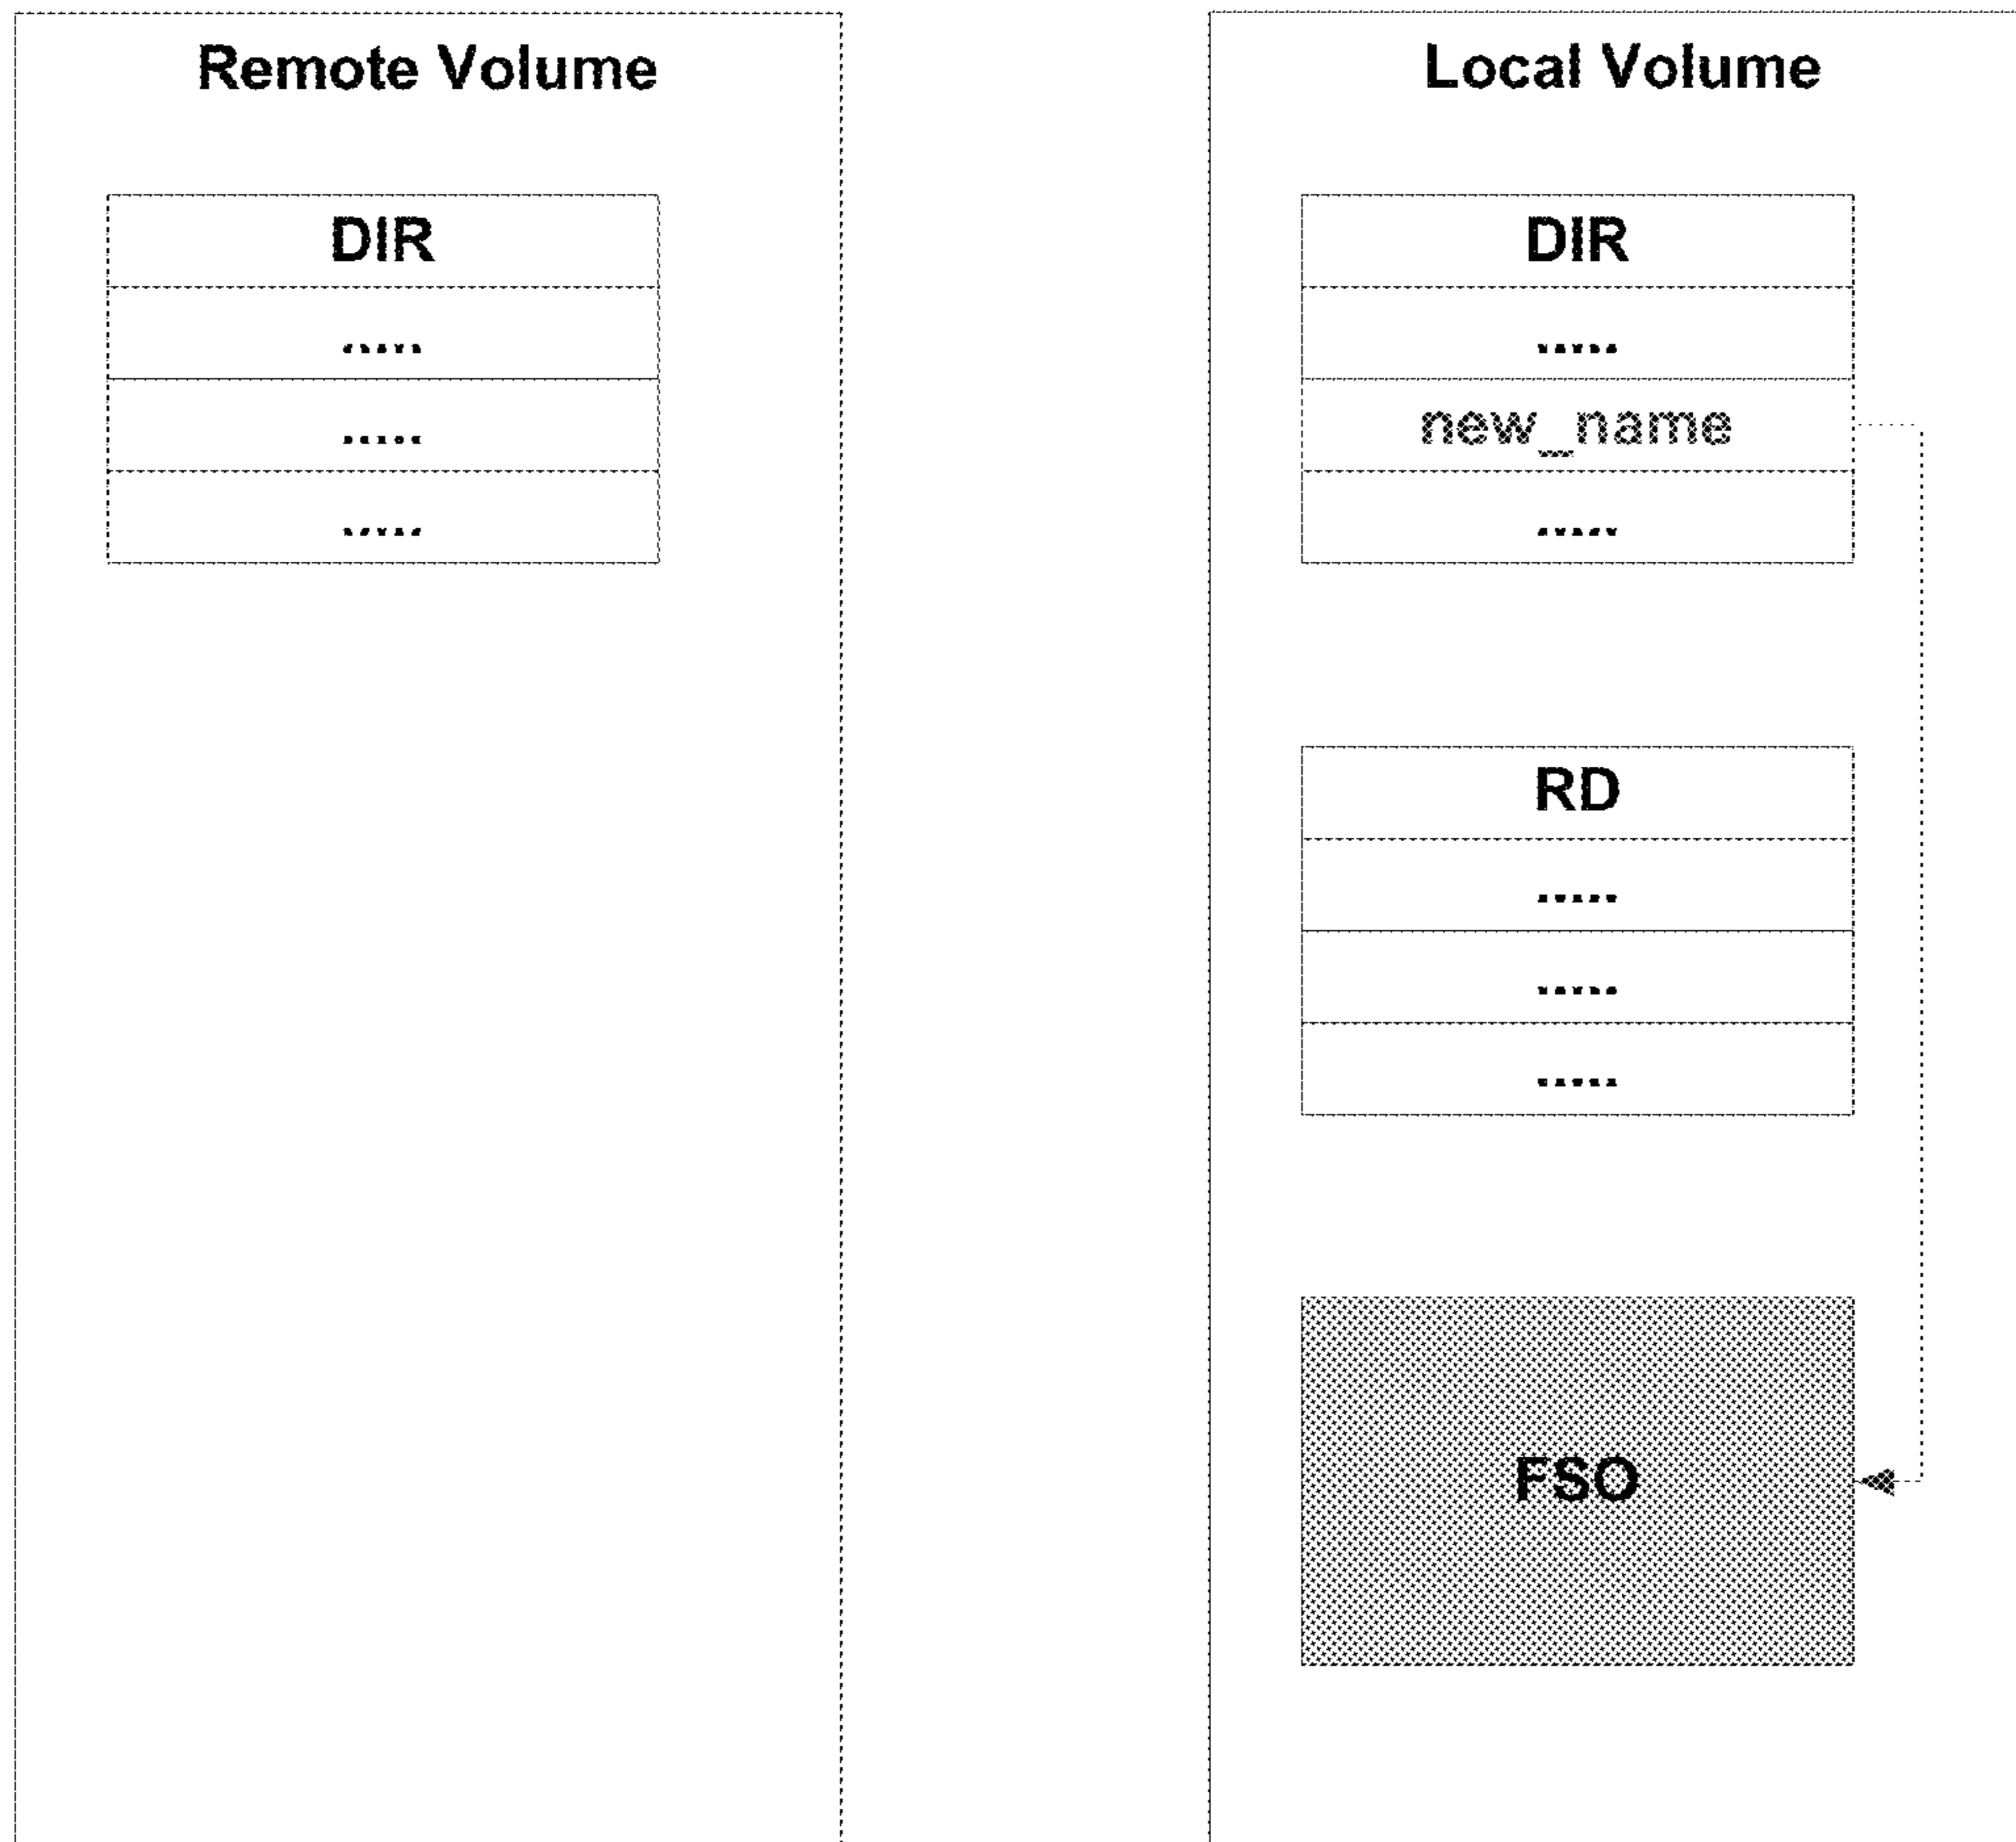 Remote Volume
DIR
.....
.....
.....
Local Volume
DIR
.....
new_name
.....
RD
.....
.....
.....
FSO